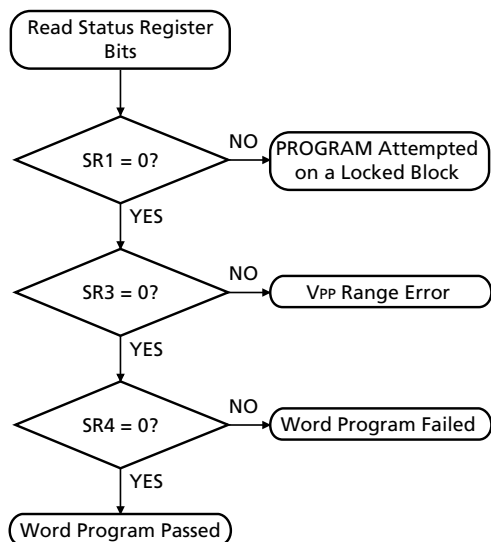 Read Status Register
Bits
SR1 = 0?
NO
PROGRAM Attempted
on a Locked Block
YES
SR3 = 0?
NO
VPP Range Error
YES
SR4 = 0?
NO
Word Program Failed
YES
Word Program Passed